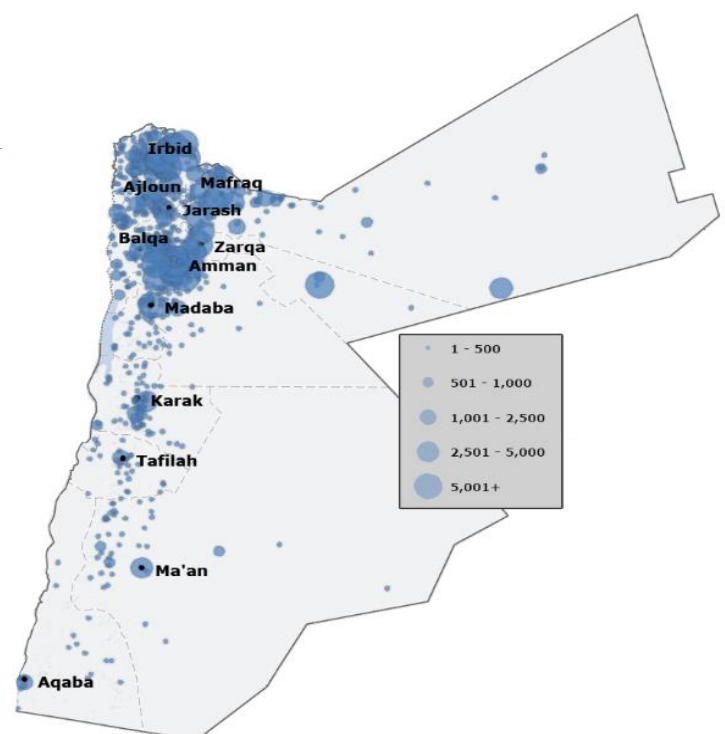 Irbid
Ajloun
Mafraq
Jarash
Balqa
Zarqa
Amman
Madaba
Karak
Tafilah
Ma'an
Aqaba
1 - 500
501 - 1,000
1,001 - 2,500
2,501 - 5,000
5,001+